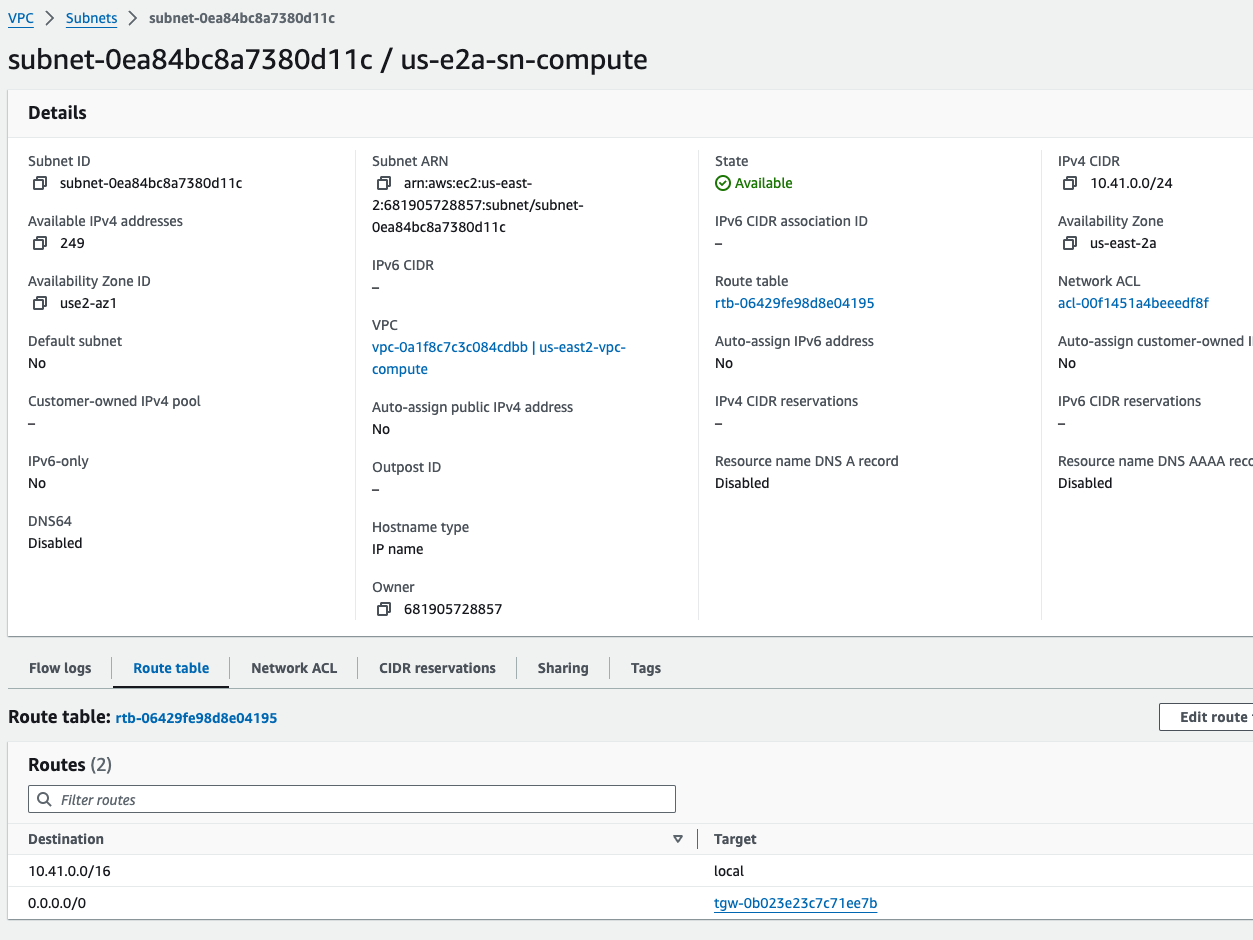 VPC > Subnets > subnet-0ea84bc8a7380d11c
subnet-0ea84bc8a7380d11c / us-e2a-sn-compute
Details
Subnet ID
subnet-0ea84bc8a7380d11c
Available IPv4 addresses
249
Availability Zone ID
use2-az1
Default subnet
No
Customer-owned IPv4 pool
–
IPv6-only
No
DNS64
Disabled
Subnet ARN
arn:aws:ec2:us-east-
2:681905728857:subnet/subnet-
0ea84bc8a7380d11c
IPv6 CIDR
–
VPC
vpc-0a1f8c7c3c084cdbb | us-east2-vpc-
compute
Auto-assign public IPv4 address
No
Outpost ID
–
Hostname type
IP name
Owner
681905728857
State
Available
IPv6 CIDR association ID
–
Route table
rtb-06429fe98d8e04195
Auto-assign IPv6 address
No
IPv4 CIDR reservations
–
Resource name DNS A record
Disabled
IPv4 CIDR
10.41.0.0/24
Availability Zone
us-east-2a
Network ACL
acl-00f1451a4beeedf8f
Auto-assign customer-owned
No
IPv6 CIDR reservations
–
Resource name DNS AAAA
Disabled
Flow logs Route table Network ACL CIDR reservations Sharing Tags
Route table: rtb-06429fe98d8e04195
Edit route
Routes (2)
Filter routes
Destination Target
10.41.0.0/16 local
0.0.0.0/0 tgw-0b023e23c7c71ee7b